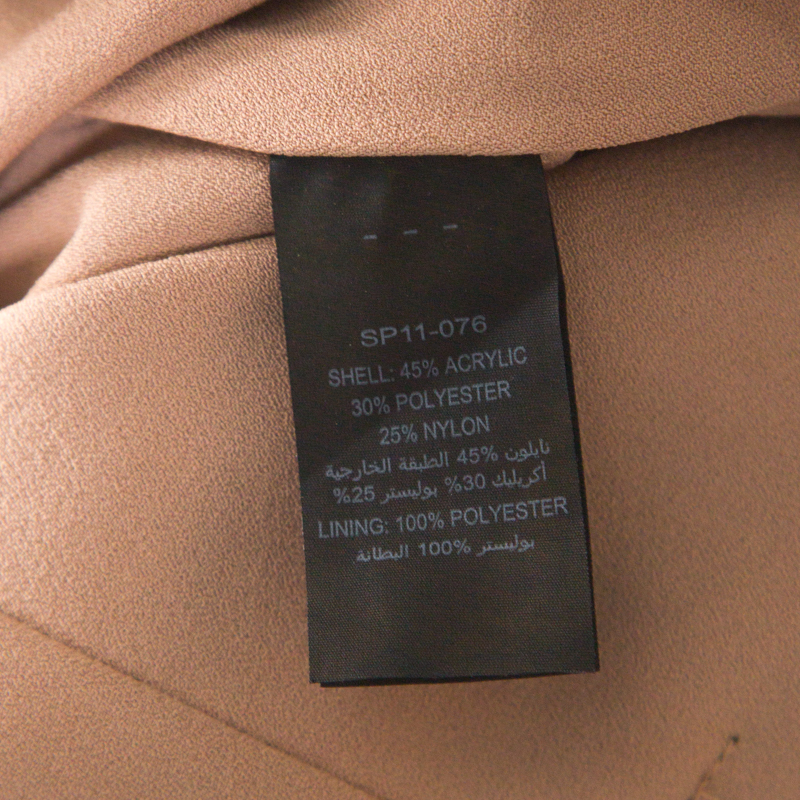 - - -
SP11-076
SHELL: 45% ACRYLIC
30% POLYESTER
25% NYLON
نايلون %45 الطبقة الخارجية
أكريليك %30 بوليستر 25%
LINING: 100% POLYESTER
بوليستر %100 البطانة